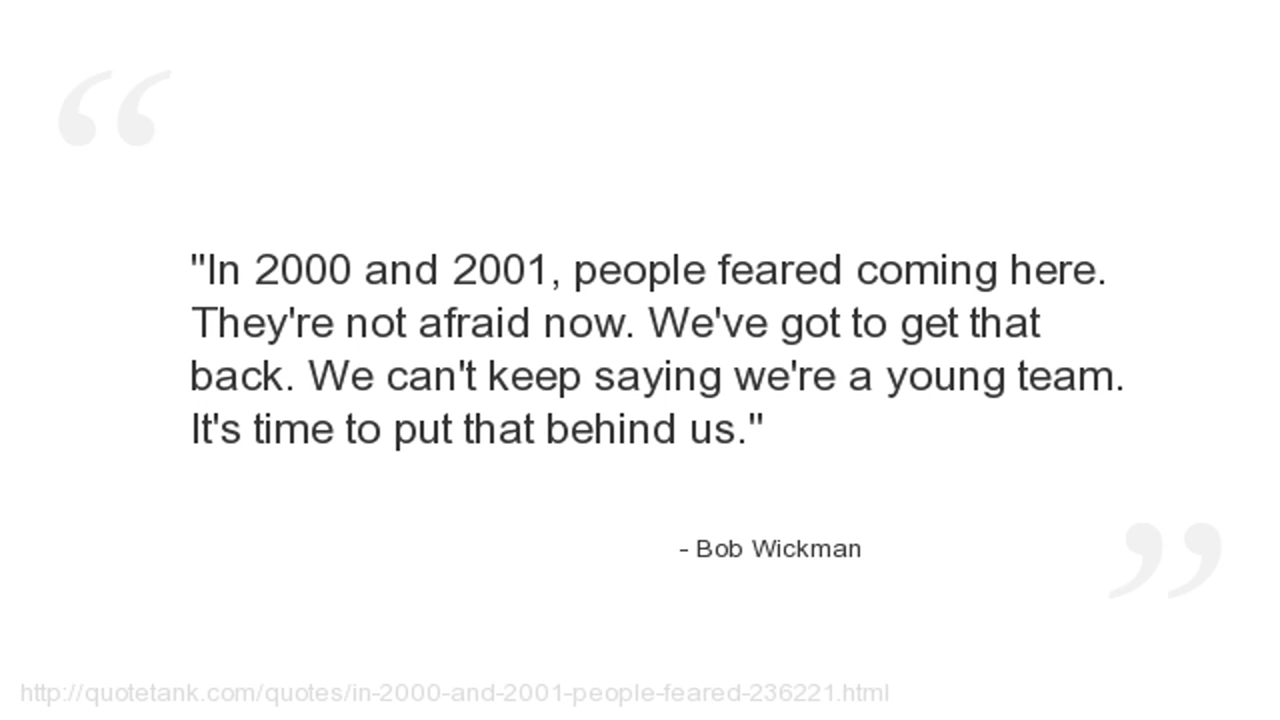 "In 2000 and 2001, people feared coming here.
They're not afraid now. We've got to get that
back. We can't keep saying we're a young team.
It's time to put that behind us."
- Bob Wickman
http://quotetank.com/quotes/in-2000-and-2001-people-feared-236221.html